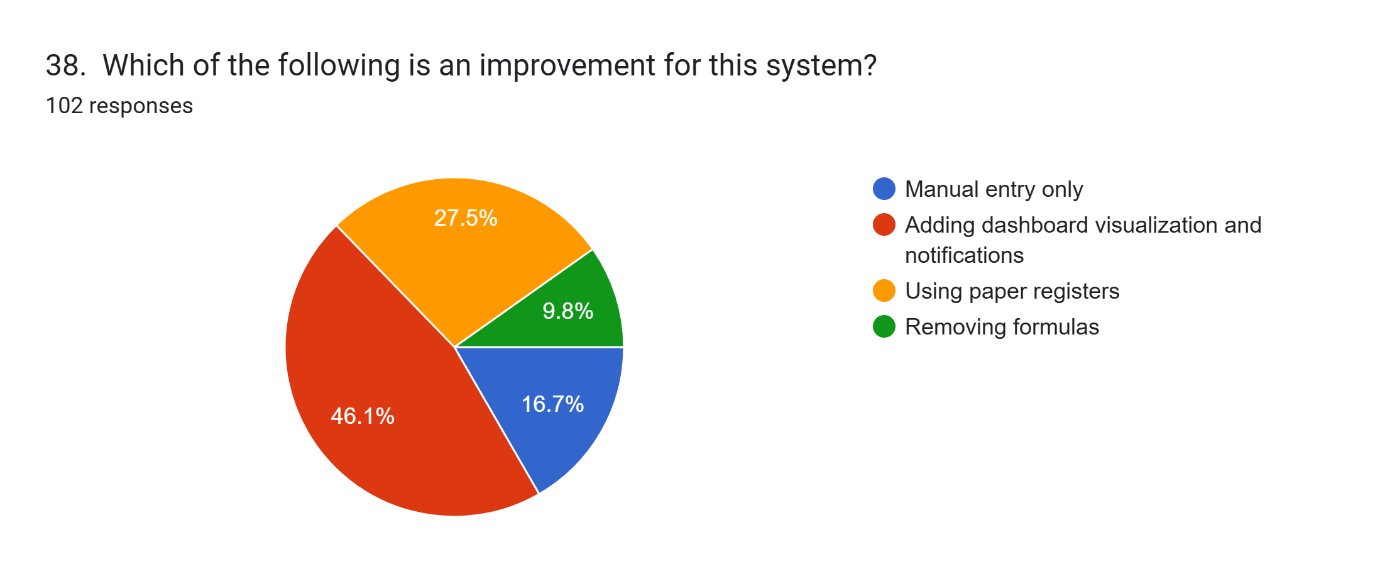 38.  Which of the following is an improvement for this system?
102 responses
27.5%
9.8%
46.1%
16.7%
Manual entry only
Adding dashboard visualization and
notifications
Using paper registers
Removing formulas